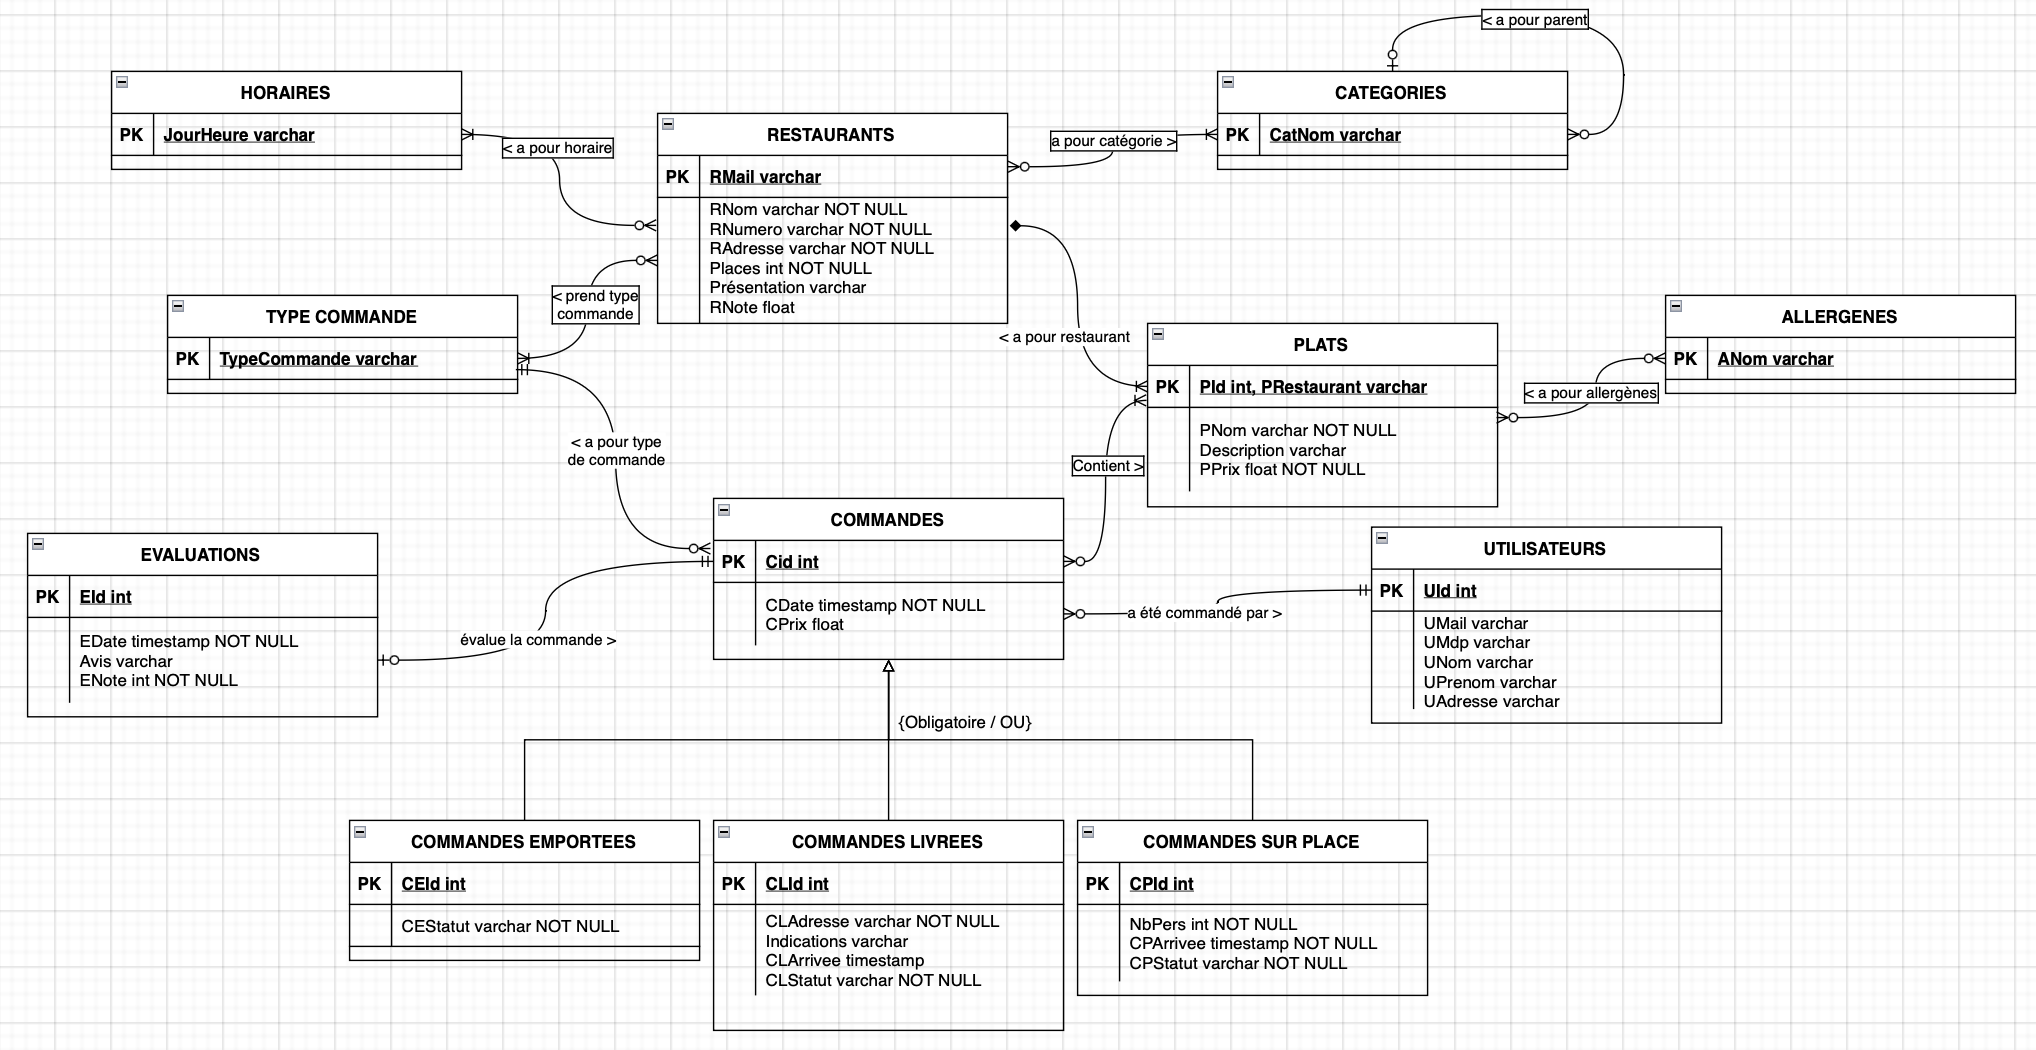 < a pour parent
HORAIRES
PK JourHeure varchar
< a pour horaire
RESTAURANTS
PK RMail varchar
RNom varchar NOT NULL
RNumero varchar NOT NULL
RAdresse varchar NOT NULL
Places int NOT NULL
Présentation varchar
RNote float
a pour catégorie >
CATEGORIES
PK CatNom varchar
< prend type
commande
TYPE COMMANDE
PK TypeCommande varchar
< a pour restaurant
PLATS
PK PId int, PRestaurant varchar
PNom varchar NOT NULL
Description varchar
PPrix float NOT NULL
ALLERGENES
PK ANom varchar
< a pour allergènes
< a pour type
de commande
Contient >
COMMANDES
PK Cid int
CDate timestamp NOT NULL
CPrix float
EVALUATIONS
PK EId int
EDate timestamp NOT NULL
Avis varchar
ENote int NOT NULL
évalue la commande >
a été commandé par >
UTILISATEURS
PK UId int
UMail varchar
UMdp varchar
UNom varchar
UPrenom varchar
UAdresse varchar
{Obligatoire / OU}
COMMANDES EMPORTEES
PK CEId int
CEStatut varchar NOT NULL
COMMANDES LIVREES
PK CLId int
CLAdresse varchar NOT NULL
Indications varchar
CLArrivee timestamp
CLStatut varchar NOT NULL
COMMANDES SUR PLACE
PK CPId int
NbPers int NOT NULL
CPArrivee timestamp NOT NULL
CPStatut varchar NOT NULL